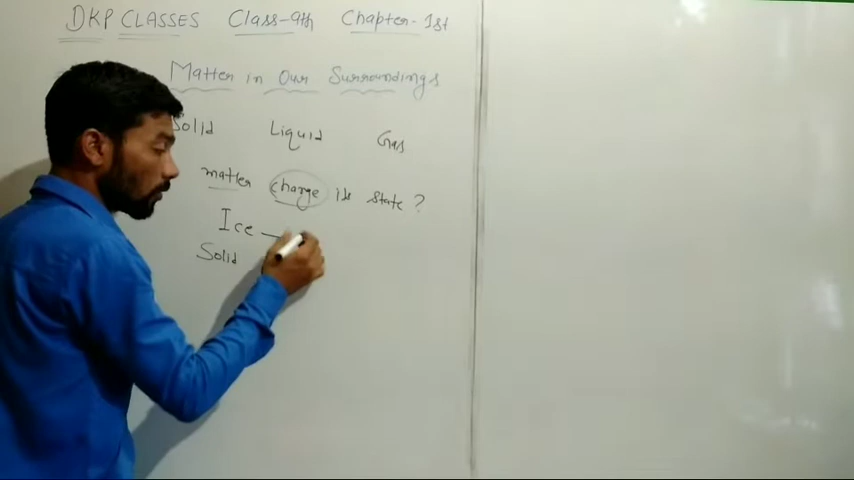 DKP CLASSES Class-9th Chapter-1st
Matter in Our Surroundings
Solid Liquid Gas
matter change its state ?
Ice —
Solid